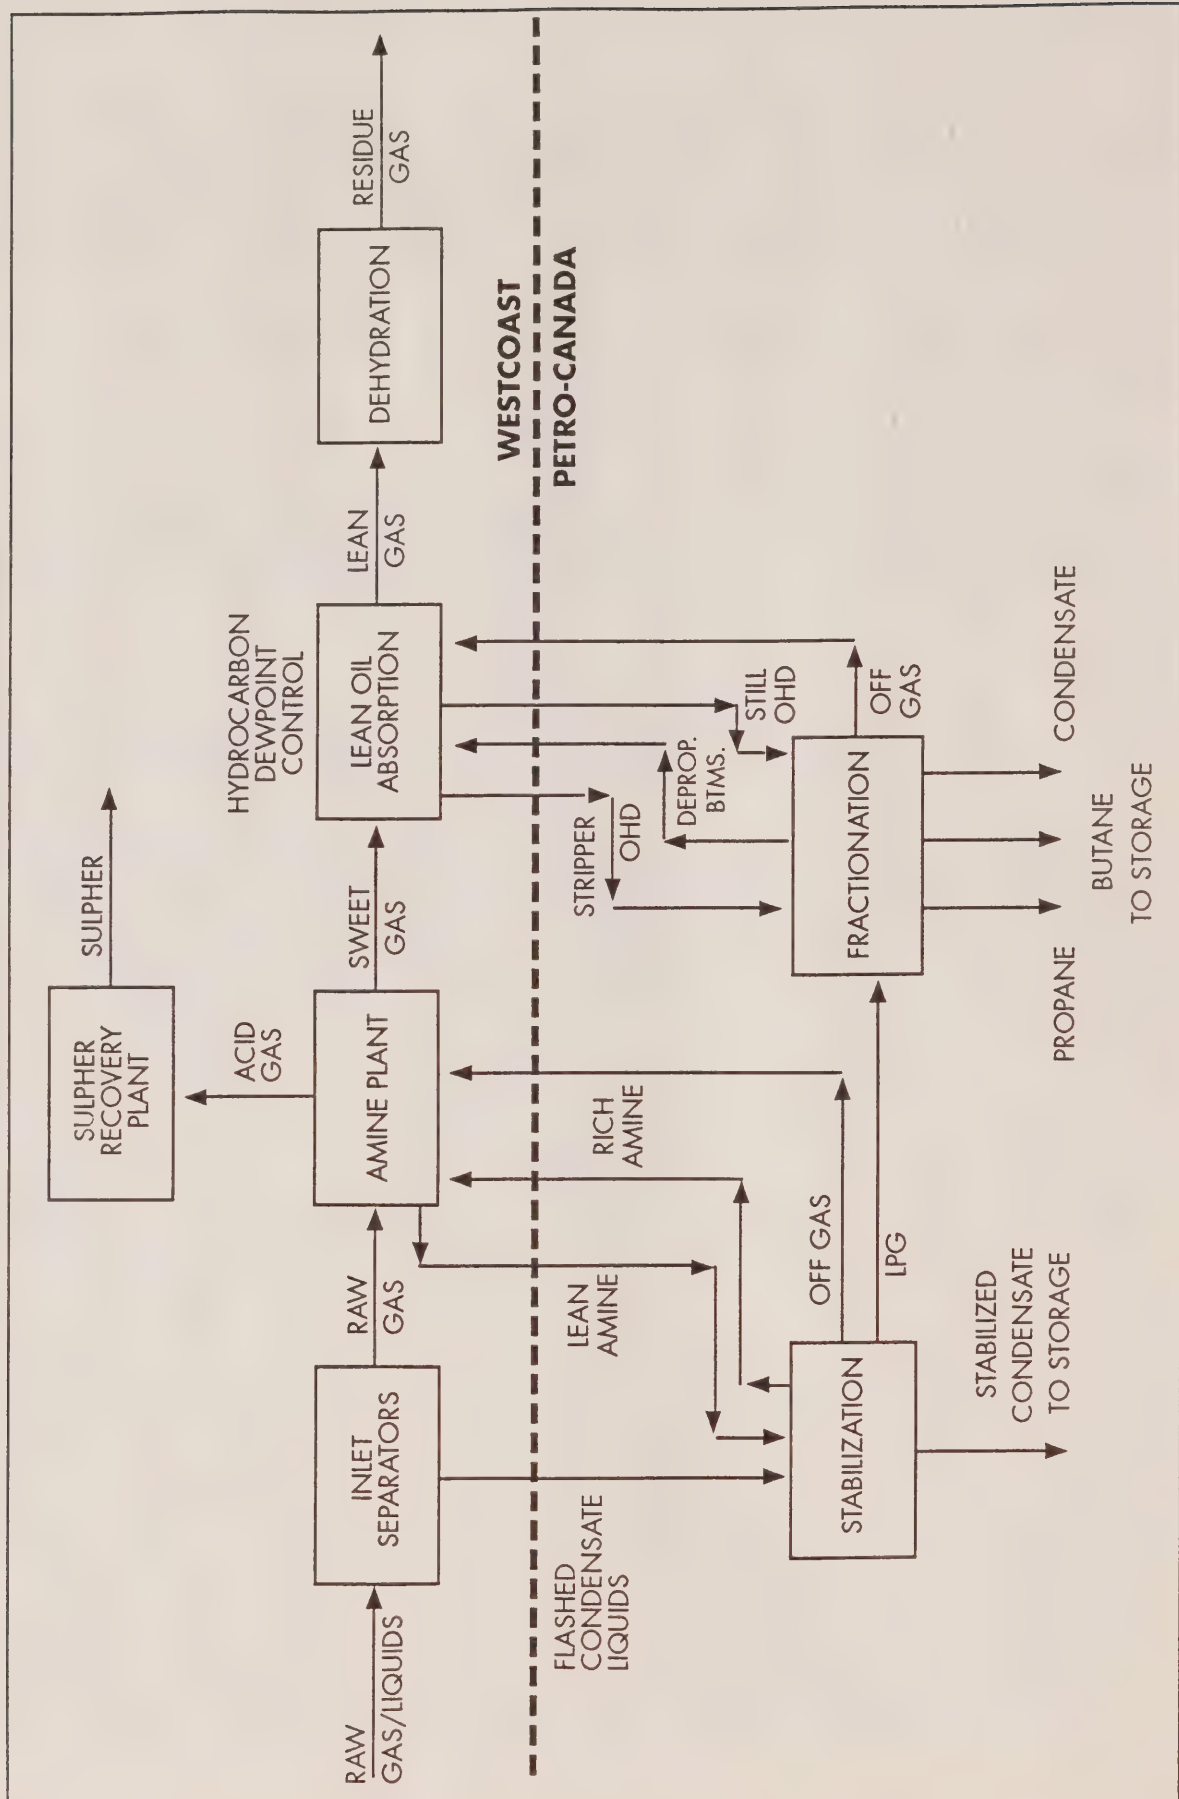 SULPHER
RECOVERY
PLANT
SULPHER
ACID
GAS
HYDROCARBON
DEWPOINT
CONTROL
RAW
GAS/LIQUIDS
INLET
SEPARATORS
RAW
GAS
AMINE PLANT
SWEET
GAS
LEAN OIL
ABSORPTION
LEAN
GAS
DEHYDRATION
RESIDUE
GAS
WESTCOAST
PETRO-CANADA
FLASHED
CONDENSATE
LIQUIDS
LEAN
AMINE
RICH
AMINE
STRIPPER
OHD
DEPROP.
BTMS.
STILL
OHD
STABILIZATION
OFF GAS
LPG
FRACTIONATION
OFF
GAS
STABILIZED
CONDENSATE
TO STORAGE
PROPANE
BUTANE
TO STORAGE
CONDENSATE